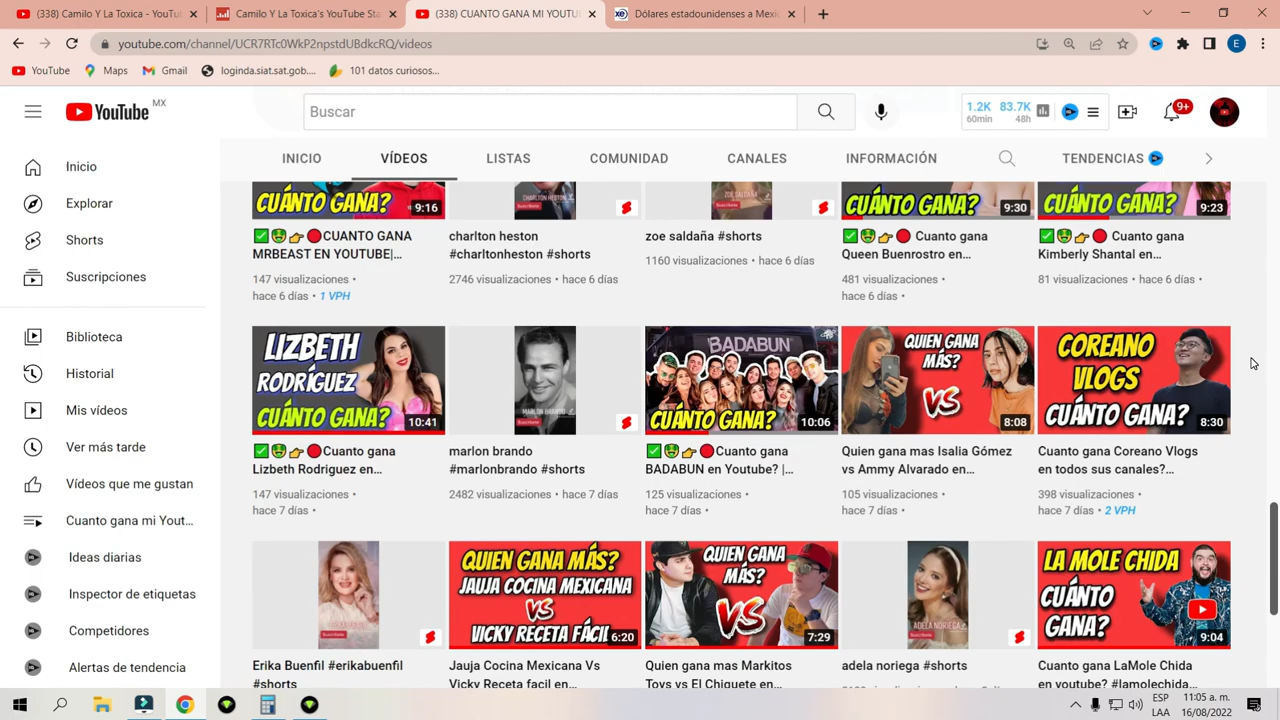 (338) Camilo Y La Toxica - YouTu
Camilo Y La Toxica's YouTube Sta
(338) CUANTO GANA MI YOUTU
Dólares estadounidenses a Mexic
youtube.com/channel/UCR7RTc0WkP2npstdUBdkcRQ/videos
E
YouTube
Maps
Gmail
loginda.siat.sat.gob....
101 datos curiosos...
YouTube MX
Buscar
1.2K 83.7K
60min 48h
9+
Inicio
Explorar
Shorts
Suscripciones
Biblioteca
Historial
Mis vídeos
Ver más tarde
Vídeos que me gustan
Cuanto gana mi Yout...
Ideas diarias
Inspector de etiquetas
Competidores
Alertas de tendencia
INICIO
VÍDEOS
LISTAS
COMUNIDAD
CANALES
INFORMACIÓN
TENDENCIAS
CUÁNTO GANA?
9:16
CHARLTON HESTON
ZOE SALDAÑA
CUÁNTO GANA?
9:30
CUÁNTO GANA?
9:23
✅🤑👉🔴CUANTO GANA
MRBEAST EN YOUTUBE|...
147 visualizaciones •
hace 6 días • 1 VPH
charlton heston
#charltonheston #shorts
2746 visualizaciones • hace 6 días
zoe saldaña #shorts
1160 visualizaciones • hace 6 días
✅🤑👉🔴 Cuanto gana
Queen Buenrostro en...
481 visualizaciones •
hace 6 días •
✅🤑👉🔴 Cuanto gana
Kimberly Shantal en...
81 visualizaciones • hace 6 días •
LIZBETH
RODRÍGUEZ
CUÁNTO GANA?
10:41
MARLON BRANDO
BADABUN
CUÁNTO GANA?
10:06
QUIEN GANA
MÁS?
VS
8:08
COREANO
VLOGS
CUÁNTO GANA?
8:30
✅🤑👉🔴Cuanto gana
Lizbeth Rodriguez en...
147 visualizaciones •
hace 7 días •
marlon brando
#marlonbrando #shorts
2482 visualizaciones • hace 7 días
✅🤑👉🔴Cuanto gana
BADABUN en Youtube? |...
125 visualizaciones •
hace 7 días •
Quien gana mas Isalia Gómez
vs Ammy Alvarado en...
105 visualizaciones •
hace 7 días •
Cuanto gana Coreano Vlogs
en todos sus canales?...
398 visualizaciones •
hace 7 días • 2 VPH
QUIEN GANA MÁS?
JAUJA COCINA MEXICANA
VS
VICKY RECETA FÁCIL
6:20
QUIEN GANA
MÁS?
VS
7:29
ADELA NORIEGA
LA MOLE CHIDA
CUÁNTO
GANA?
9:04
Erika Buenfil #erikabuenfil
#shorts
Jauja Cocina Mexicana Vs
Vicky Receta facil en
Quien gana mas Markitos
Toys vs El Chiquete en
adela noriega #shorts
Cuanto gana LaMole Chida
en youtube? #lamolechida...
ESP
LAA
11:05 a. m.
16/08/2022